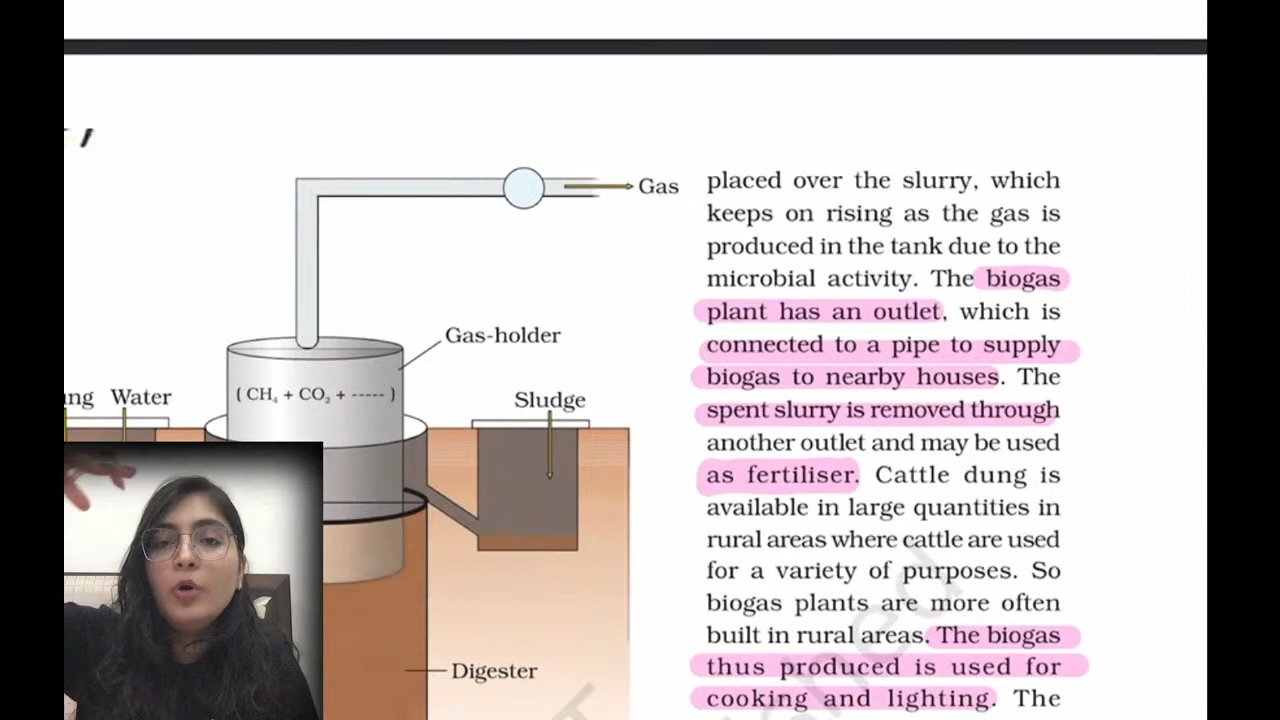 Gas
Gas-holder
( CH₄ + CO₂ + ----- )
Water
Sludge
Digester
placed over the slurry, which
keeps on rising as the gas is
produced in the tank due to the
microbial activity. The biogas
plant has an outlet, which is
connected to a pipe to supply
biogas to nearby houses. The
spent slurry is removed through
another outlet and may be used
as fertiliser. Cattle dung is
available in large quantities in
rural areas where cattle are used
for a variety of purposes. So
biogas plants are more often
built in rural areas. The biogas
thus produced is used for
cooking and lighting. The